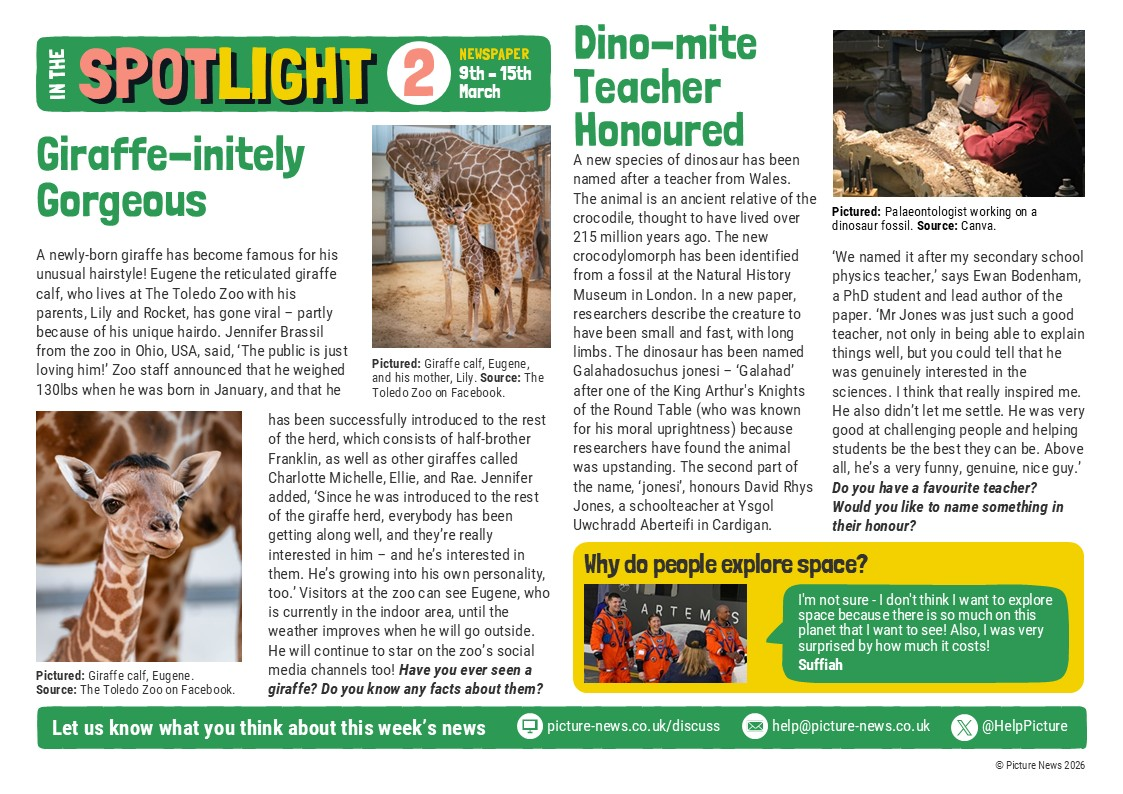 IN THE
SPOTLIGHT
2
NEWSPAPER
9th – 15th
March
Giraffe–initely
Gorgeous
A newly-born giraffe has become famous for his
unusual hairstyle! Eugene the reticulated giraffe
calf, who lives at The Toledo Zoo with his
parents, Lily and Rocket, has gone viral – partly
because of his unique hairdo. Jennifer Brassil
from the zoo in Ohio, USA, said, ‘The public is just
loving him!’ Zoo staff announced that he weighed
130lbs when he was born in January, and that he
Pictured: Giraffe calf, Eugene,
and his mother, Lily. Source: The
Toledo Zoo on Facebook.
has been successfully introduced to the rest
of the herd, which consists of half-brother
Franklin, as well as other giraffes called
Charlotte Michelle, Ellie, and Rae. Jennifer
added, ‘Since he was introduced to the rest
of the giraffe herd, everybody has been
getting along well, and they’re really
interested in him – and he’s interested in
them. He’s growing into his own personality,
too.’ Visitors at the zoo can see Eugene, who
is currently in the indoor area, until the
weather improves when he will go outside.
He will continue to star on the zoo’s social
media channels too! Have you ever seen a
giraffe? Do you know any facts about them?
Pictured: Giraffe calf, Eugene.
Source: The Toledo Zoo on Facebook.
Dino–mite
Teacher
Honoured
A new species of dinosaur has been
named after a teacher from Wales.
The animal is an ancient relative of the
crocodile, thought to have lived over
215 million years ago. The new
crocodylomorph has been identified
from a fossil at the Natural History
Museum in London. In a new paper,
researchers describe the creature to
have been small and fast, with long
limbs. The dinosaur has been named
Galahadosuchus jonesi – ‘Galahad’
after one of the King Arthur's Knights
of the Round Table (who was known
for his moral uprightness) because
researchers have found the animal
was upstanding. The second part of
the name, ‘jonesi’, honours David Rhys
Jones, a schoolteacher at Ysgol
Uwchradd Aberteifi in Cardigan.
Pictured: Palaeontologist working on a
dinosaur fossil. Source: Canva.
‘We named it after my secondary school
physics teacher,’ says Ewan Bodenham,
a PhD student and lead author of the
paper. ‘Mr Jones was just such a good
teacher, not only in being able to explain
things well, but you could tell that he
was genuinely interested in the
sciences. I think that really inspired me.
He also didn’t let me settle. He was very
good at challenging people and helping
students be the best they can be. Above
all, he’s a very funny, genuine, nice guy.’
Do you have a favourite teacher?
Would you like to name something in
their honour?
Why do people explore space?
ARTEMIS
I'm not sure - I don't think I want to explore
space because there is so much on this
planet that I want to see! Also, I was very
surprised by how much it costs!
Suffiah
Let us know what you think about this week’s news
picture-news.co.uk/discuss
help@picture-news.co.uk
@HelpPicture
© Picture News 2026